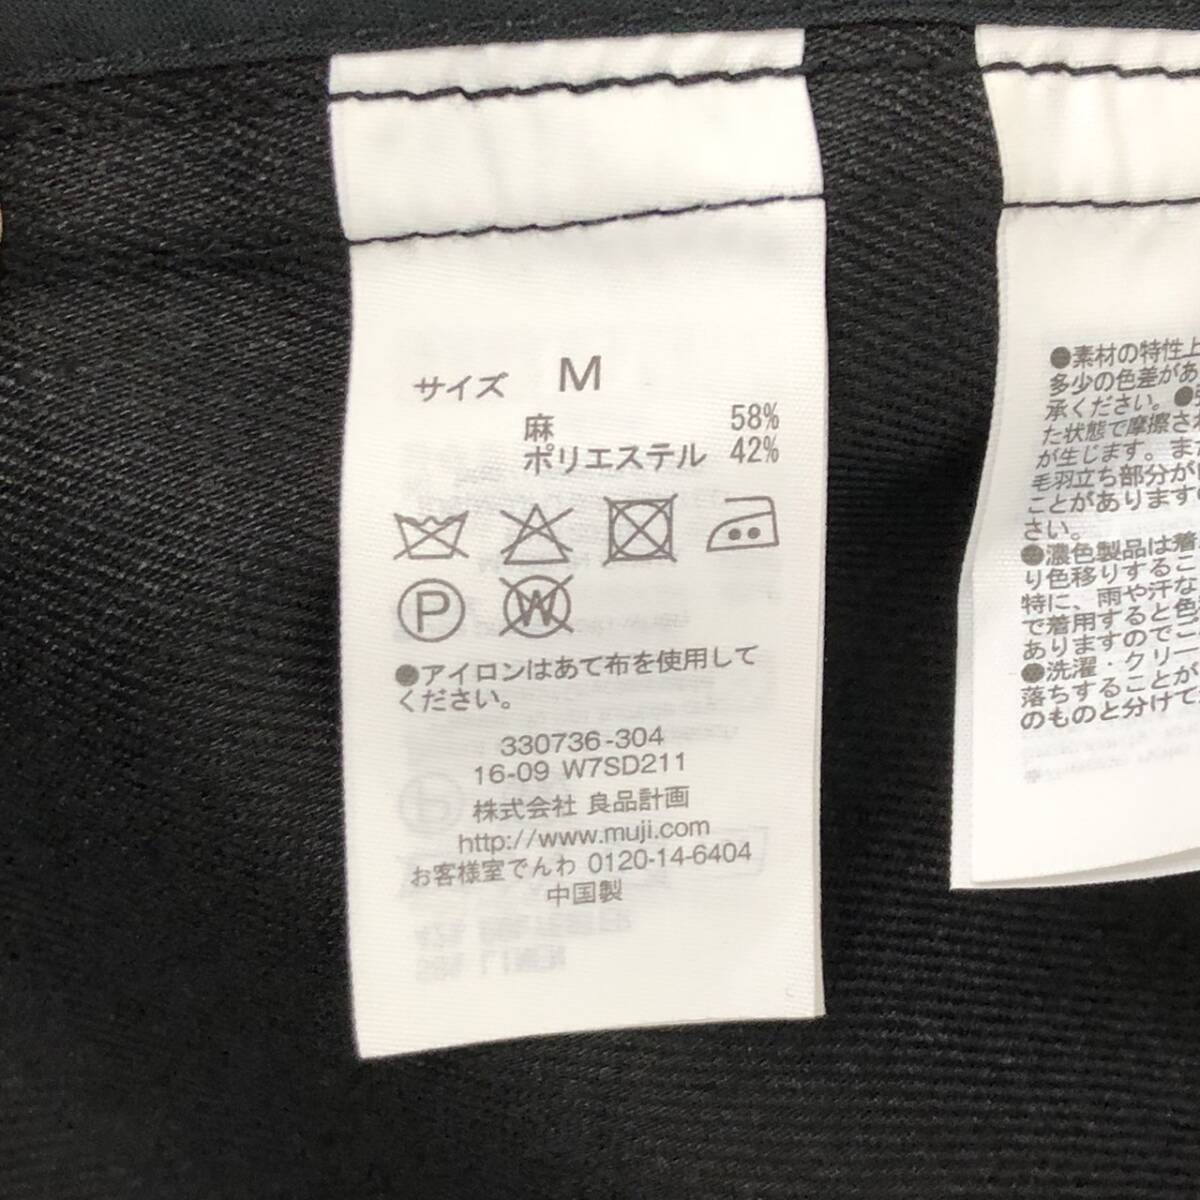 サイズ M
麻 58%
ポリエステル 42%
P W
●アイロンはあて布を使用して
ください。
330736-304
16-09 W7SD211
株式会社 良品計画
http://www.muji.com
お客様室でんわ 0120-14-6404
中国製
●素材の特性上
多少の色差があ
承ください。●
た状態で摩擦さ
が生じます。また
毛羽立ち部分が
ことがあります
さい。
●濃色製品は着
り色移りするこ
特に、雨や汗な
で着用すると色
ありますのでご
●洗濯・クリー
落ちすることが
のものと分けて